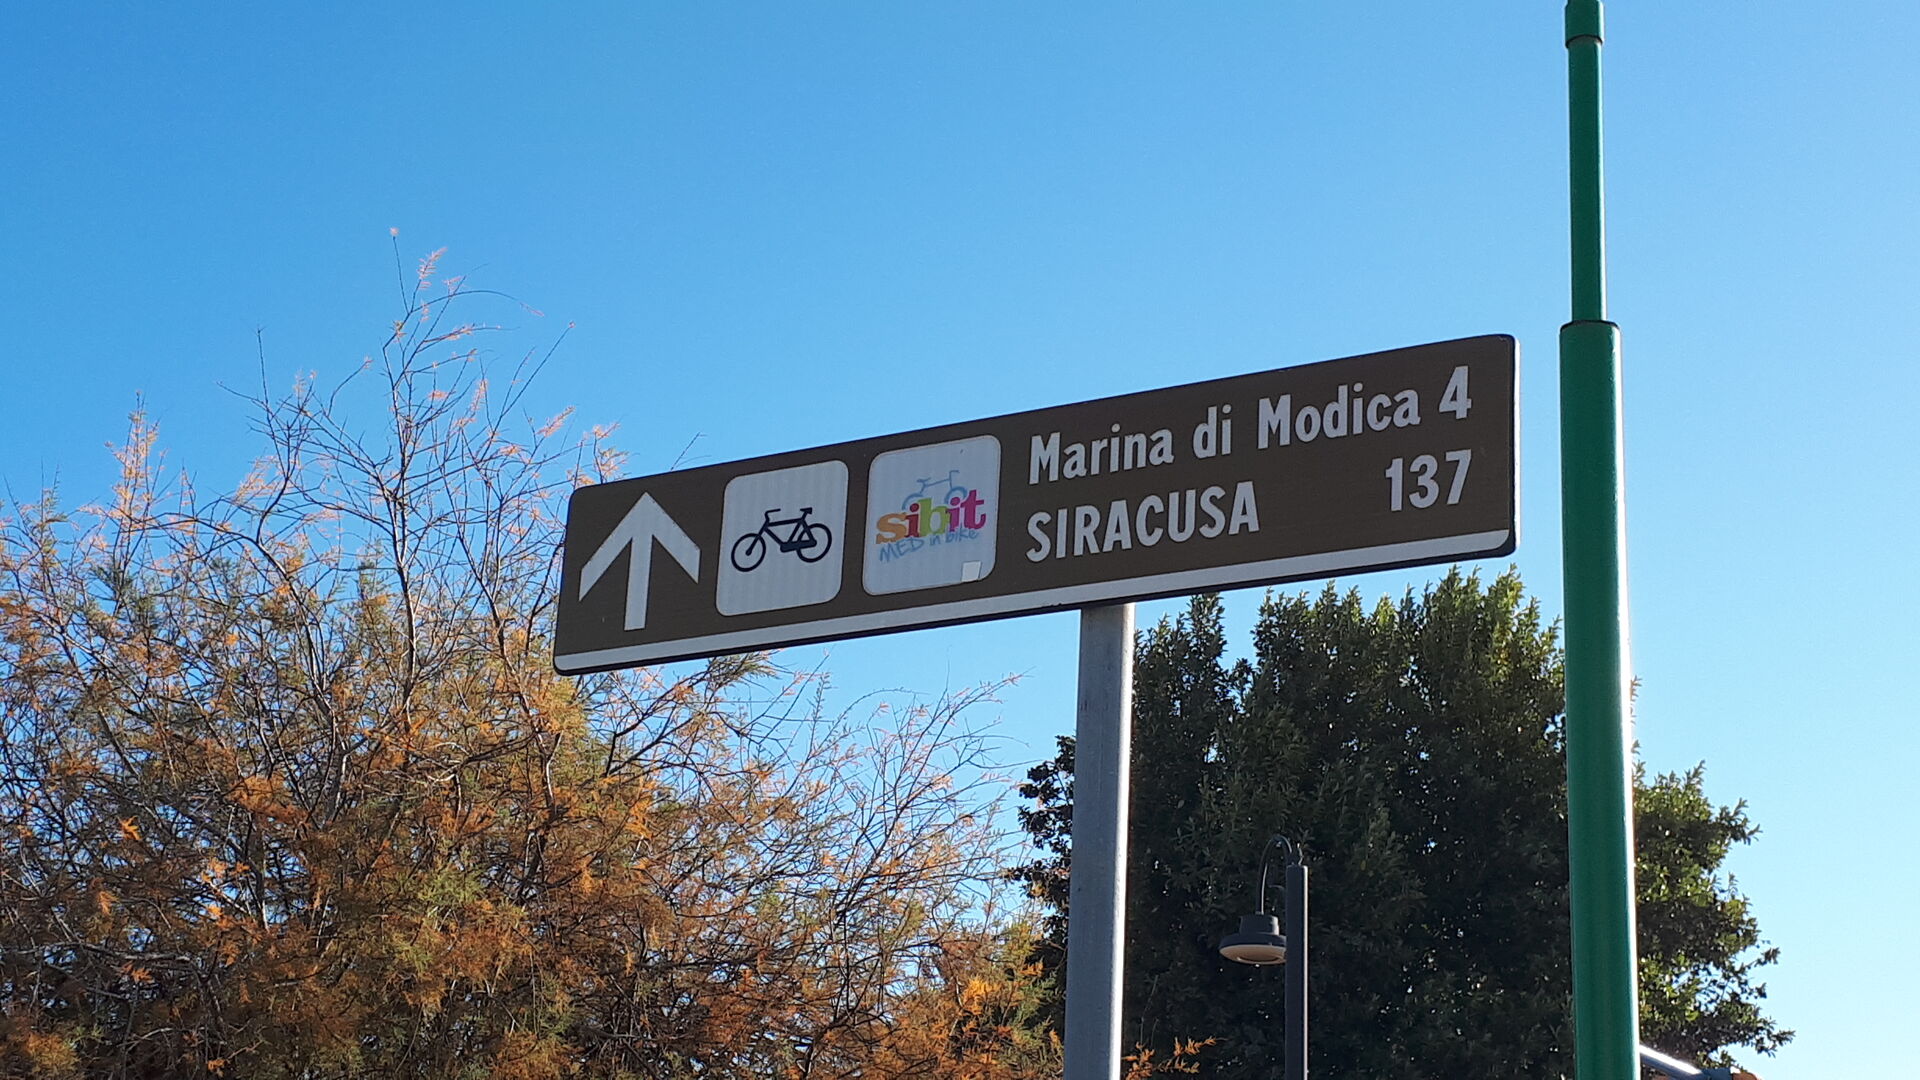 sibit
MED in BIKE
Marina di Modica 4
SIRACUSA 137